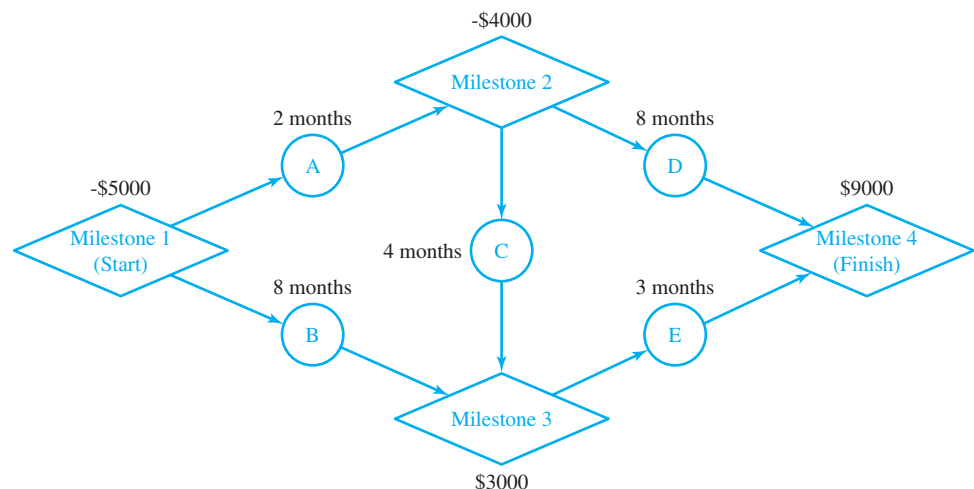 -$4000
Milestone 2
2 months
8 months
A
D
-$5000
$9000
Milestone 1
(Start)
4 months
C
Milestone 4
(Finish)
8 months
3 months
B
E
Milestone 3
$3000